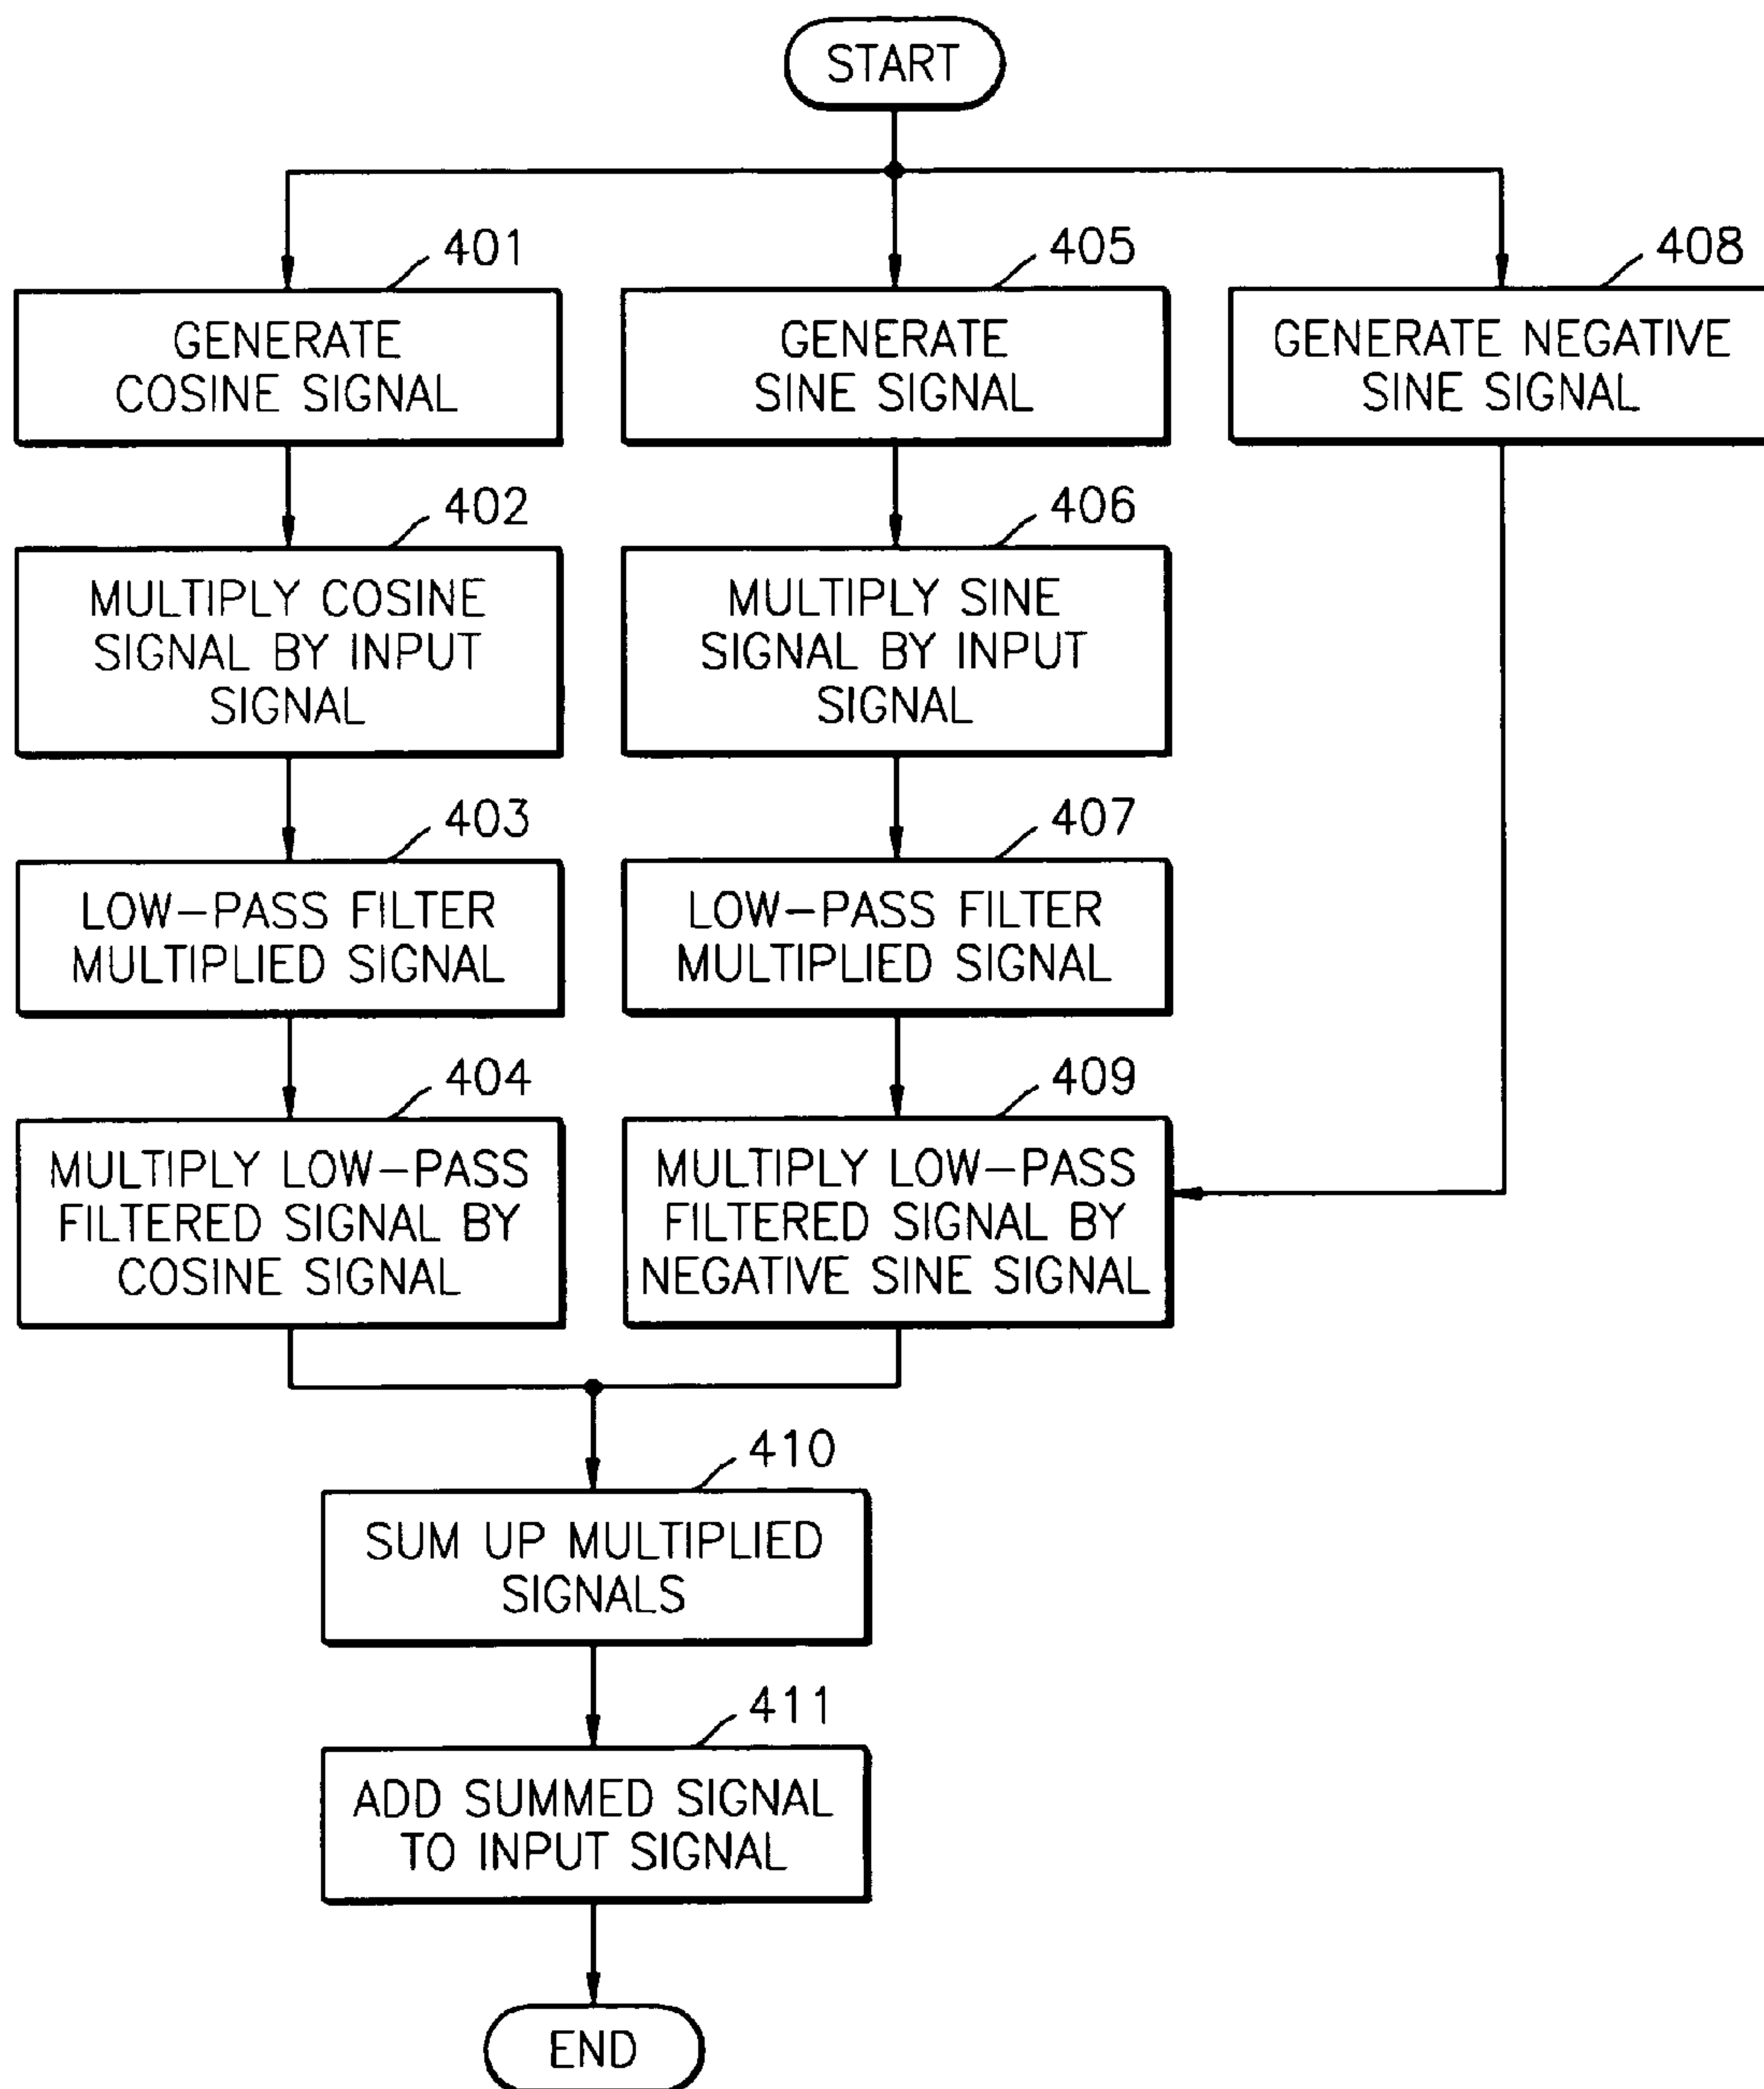 START
401
GENERATE
COSINE SIGNAL
405
GENERATE
SINE SIGNAL
408
GENERATE NEGATIVE
SINE SIGNAL
402
MULTIPLY COSINE
SIGNAL BY INPUT
SIGNAL
406
MULTIPLY SINE
SIGNAL BY INPUT
SIGNAL
403
LOW-PASS FILTER
MULTIPLIED SIGNAL
407
LOW-PASS FILTER
MULTIPLIED SIGNAL
404
MULTIPLY LOW-PASS
FILTERED SIGNAL BY
COSINE SIGNAL
409
MULTIPLY LOW-PASS
FILTERED SIGNAL BY
NEGATIVE SINE SIGNAL
410
SUM UP MULTIPLIED
SIGNALS
411
ADD SUMMED SIGNAL
TO INPUT SIGNAL
END